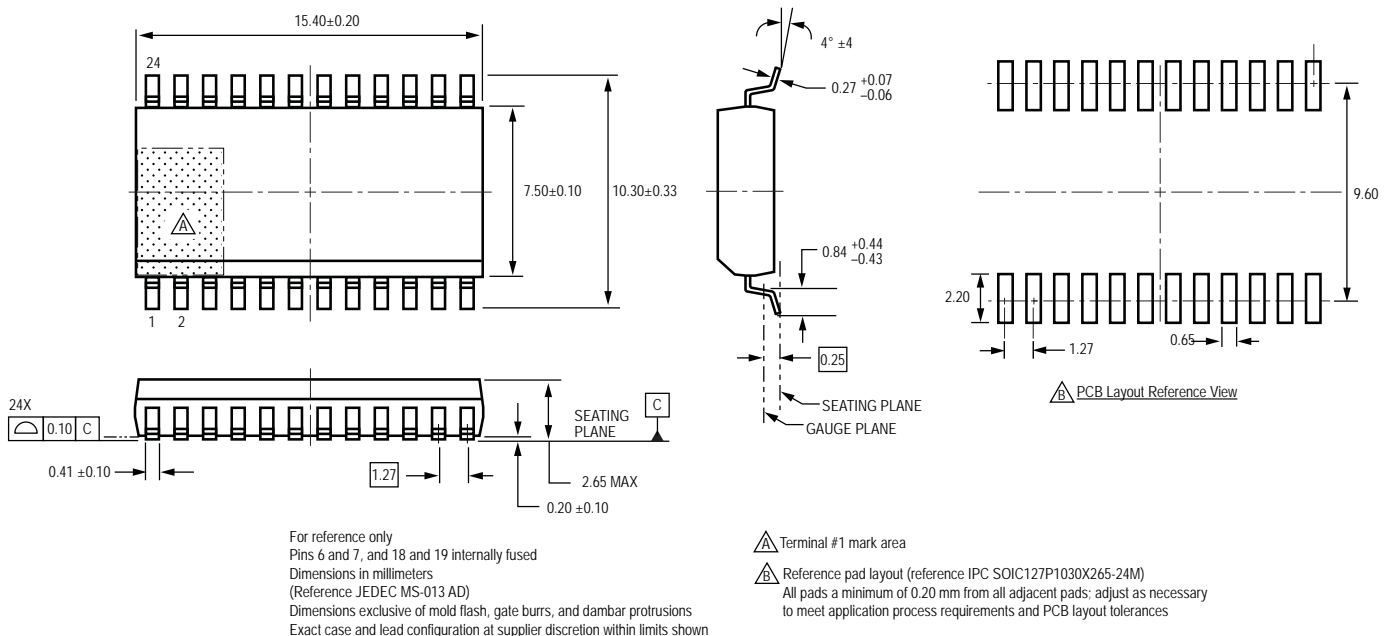 15.40±0.20
24
7.50±0.10
10.30±0.33
A
1 2
4° ±4
0.27 +0.07 –0.06
0.84 +0.44 –0.43
0.25
SEATING PLANE
GAUGE PLANE
9.60
2.20
0.65
1.27
B PCB Layout Reference View
24X
0.10 C
0.41 ±0.10
1.27
SEATING
PLANE
C
2.65 MAX
0.20 ±0.10
For reference only
Pins 6 and 7, and 18 and 19 internally fused
Dimensions in millimeters
(Reference JEDEC MS-013 AD)
Dimensions exclusive of mold flash, gate burrs, and dambar protrusions
Exact case and lead configuration at supplier discretion within limits shown
A Terminal #1 mark area
B Reference pad layout (reference IPC SOIC127P1030X265-24M)
All pads a minimum of 0.20 mm from all adjacent pads; adjust as necessary
to meet application process requirements and PCB layout tolerances